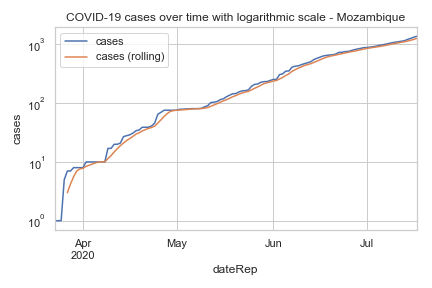 COVID-19 cases over time with logarithmic scale - Mozambique
cases
cases (rolling)
10³
10²
10¹
10⁰
cases
Apr
2020
May
Jun
Jul
dateRep